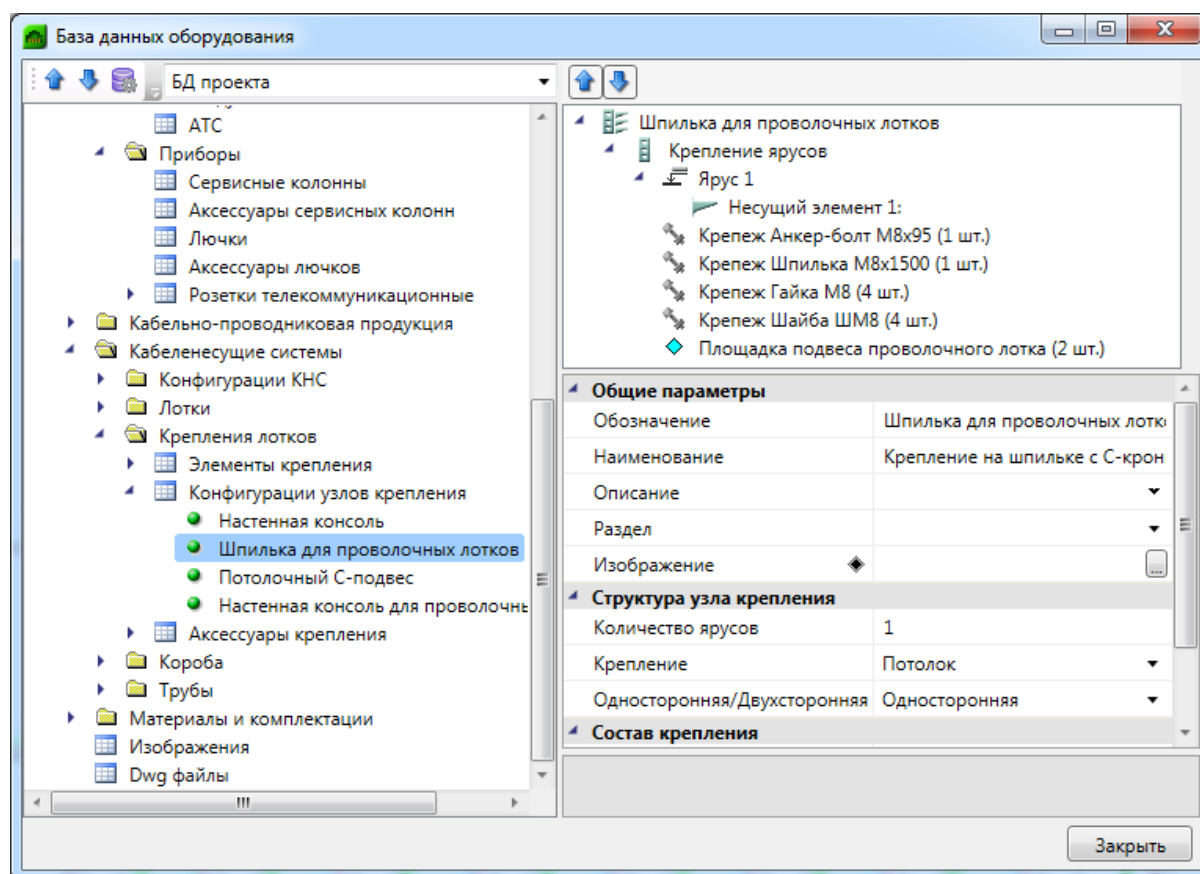 База данных оборудования
БД проекта
АТС
Приборы
Сервисные колонны
Аксессуары сервисных колонн
Лючки
Аксессуары лючков
Розетки телекоммуникационные
Кабельно-проводниковая продукция
Кабеленесущие системы
Конфигурации КНС
Лотки
Крепления лотков
Элементы крепления
Конфигурации узлов крепления
Настенная консоль
Шпилька для проволочных лотков
Потолочный С-подвес
Настенная консоль для проволочнь
Аксессуары крепления
Короба
Трубы
Материалы и комплектации
Изображения
Dwg файлы
Шпилька для проволочных лотков
Крепление ярусов
Ярус 1
Несущий элемент 1:
Крепеж Анкер-болт М8х95 (1 шт.)
Крепеж Шпилька М8х1500 (1 шт.)
Крепеж Гайка М8 (4 шт.)
Крепеж Шайба ШМ8 (4 шт.)
Площадка подвеса проволочного лотка (2 шт.)
Общие параметры
Обозначение Шпилька для проволочных лотк
Наименование Крепление на шпильке с С-крон
Описание
Раздел
Изображение ...
Структура узла крепления
Количество ярусов 1
Крепление Потолок
Односторонняя/Двухсторонняя Односторонняя
Состав крепления
Закрыть